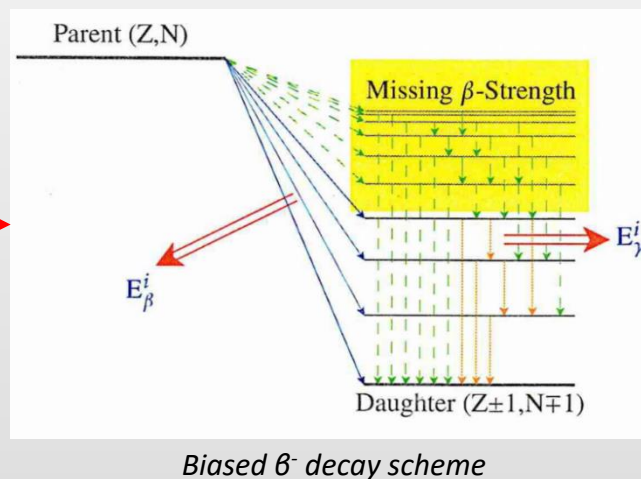 Parent (Z,N)
Missing β-Strength
E^i_γ
E^i_β
Daughter (Z±1,N∓1)
Biased β⁻ decay scheme